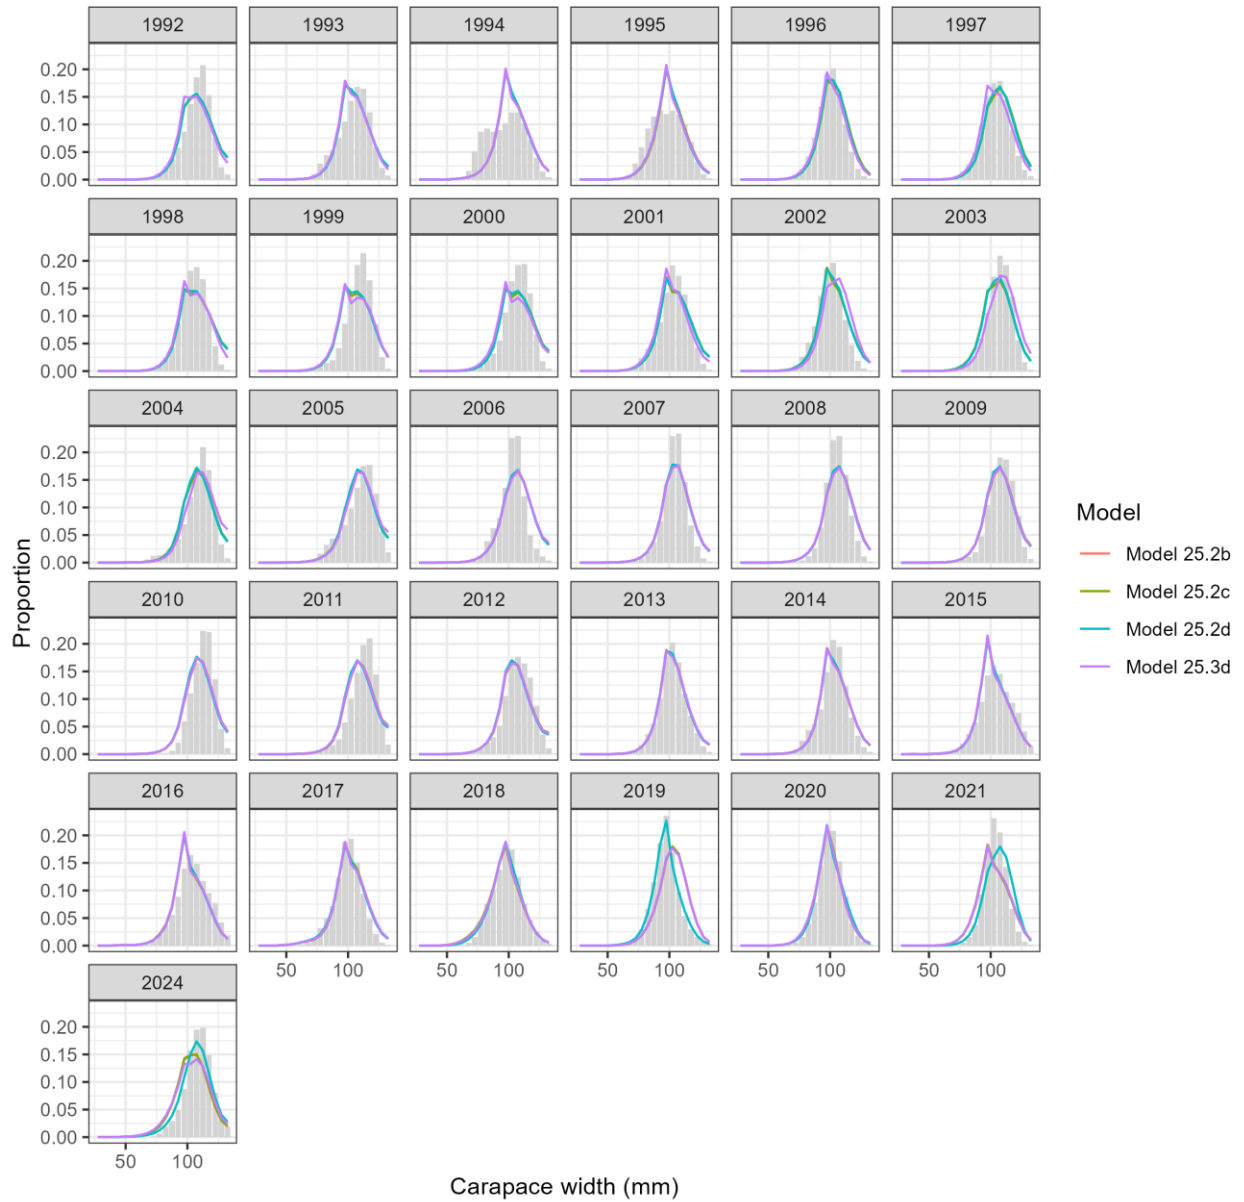 1992 1993 1994 1995 1996 1997
0.20
0.15
0.10
0.05
0.00
1998 1999 2000 2001 2002 2003
0.20
0.15
0.10
0.05
0.00
2004 2005 2006 2007 2008 2009
0.20
0.15
0.10
0.05
0.00
Proportion
2010 2011 2012 2013 2014 2015
0.20
0.15
0.10
0.05
0.00
2016 2017 2018 2019 2020 2021
0.20
0.15
0.10
0.05
0.00
50 100 50 100 50 100 50 100 50 100
2024
0.20
0.15
0.10
0.05
0.00
50 100
Carapace width (mm)
Model
Model 25.2b
Model 25.2c
Model 25.2d
Model 25.3d